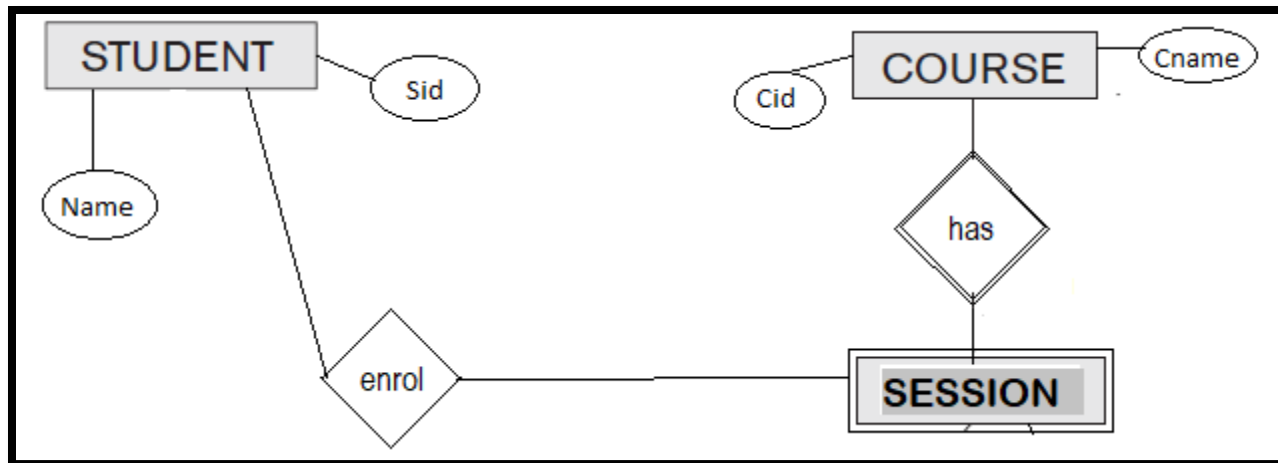 STUDENT
Sid
Name
COURSE
Cname
Cid
has
enrol
SESSION